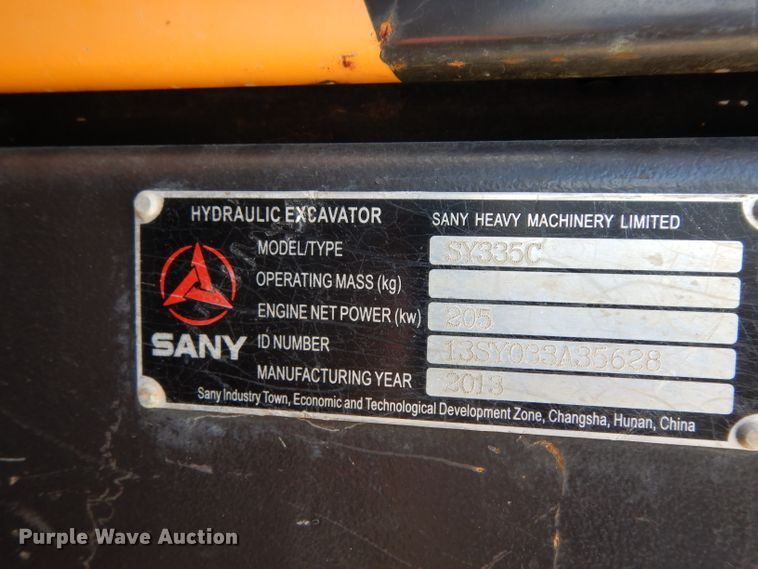 HYDRAULIC EXCAVATOR SANY HEAVY MACHINERY LIMITED
MODEL/TYPE SY335C
OPERATING MASS (kg)
ENGINE NET POWER (kw) 205
SANY ID NUMBER 13SY033A35628
MANUFACTURING YEAR 2013
Sany Industry Town, Economic and Technological Development Zone, Changsha, Hunan, China
Purple Wave Auction®